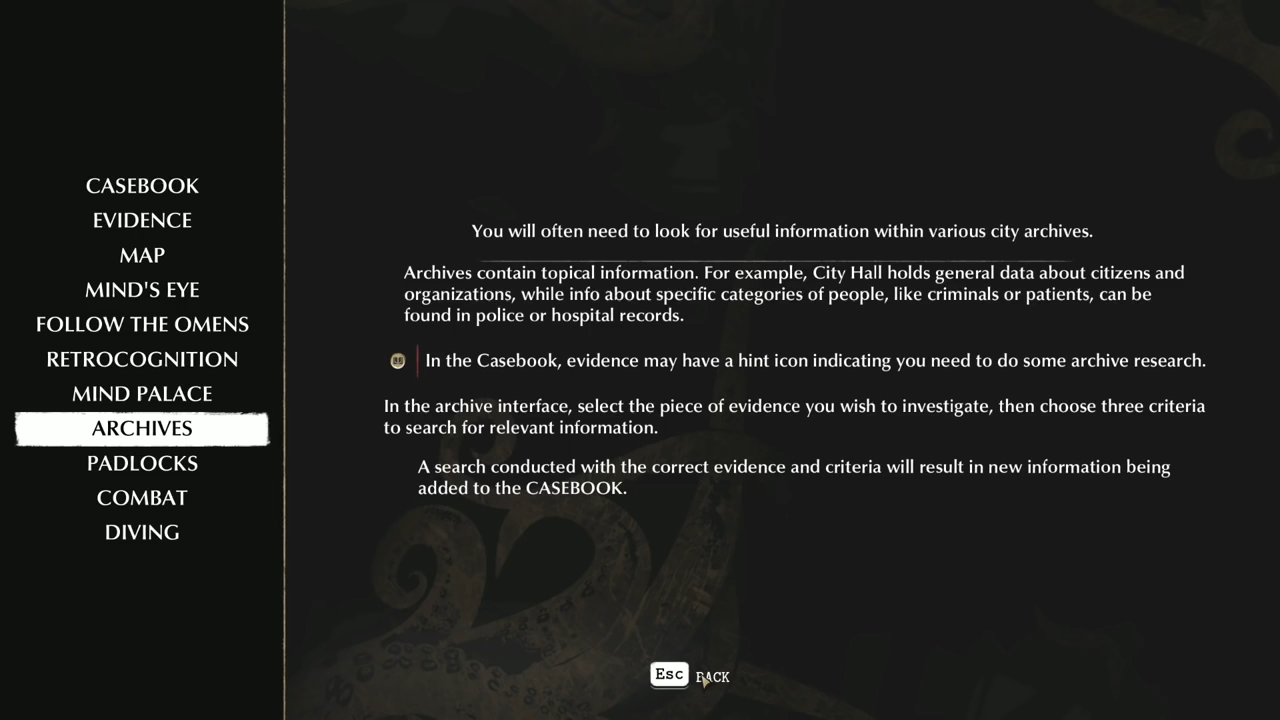 CASEBOOK
EVIDENCE
MAP
MIND'S EYE
FOLLOW THE OMENS
RETROCOGNITION
MIND PALACE
ARCHIVES
PADLOCKS
COMBAT
DIVING
You will often need to look for useful information within various city archives.
Archives contain topical information. For example, City Hall holds general data about citizens and
organizations, while info about specific categories of people, like criminals or patients, can be
found in police or hospital records.
In the Casebook, evidence may have a hint icon indicating you need to do some archive research.
In the archive interface, select the piece of evidence you wish to investigate, then choose three criteria
to search for relevant information.
A search conducted with the correct evidence and criteria will result in new information being
added to the CASEBOOK.
Esc BACK